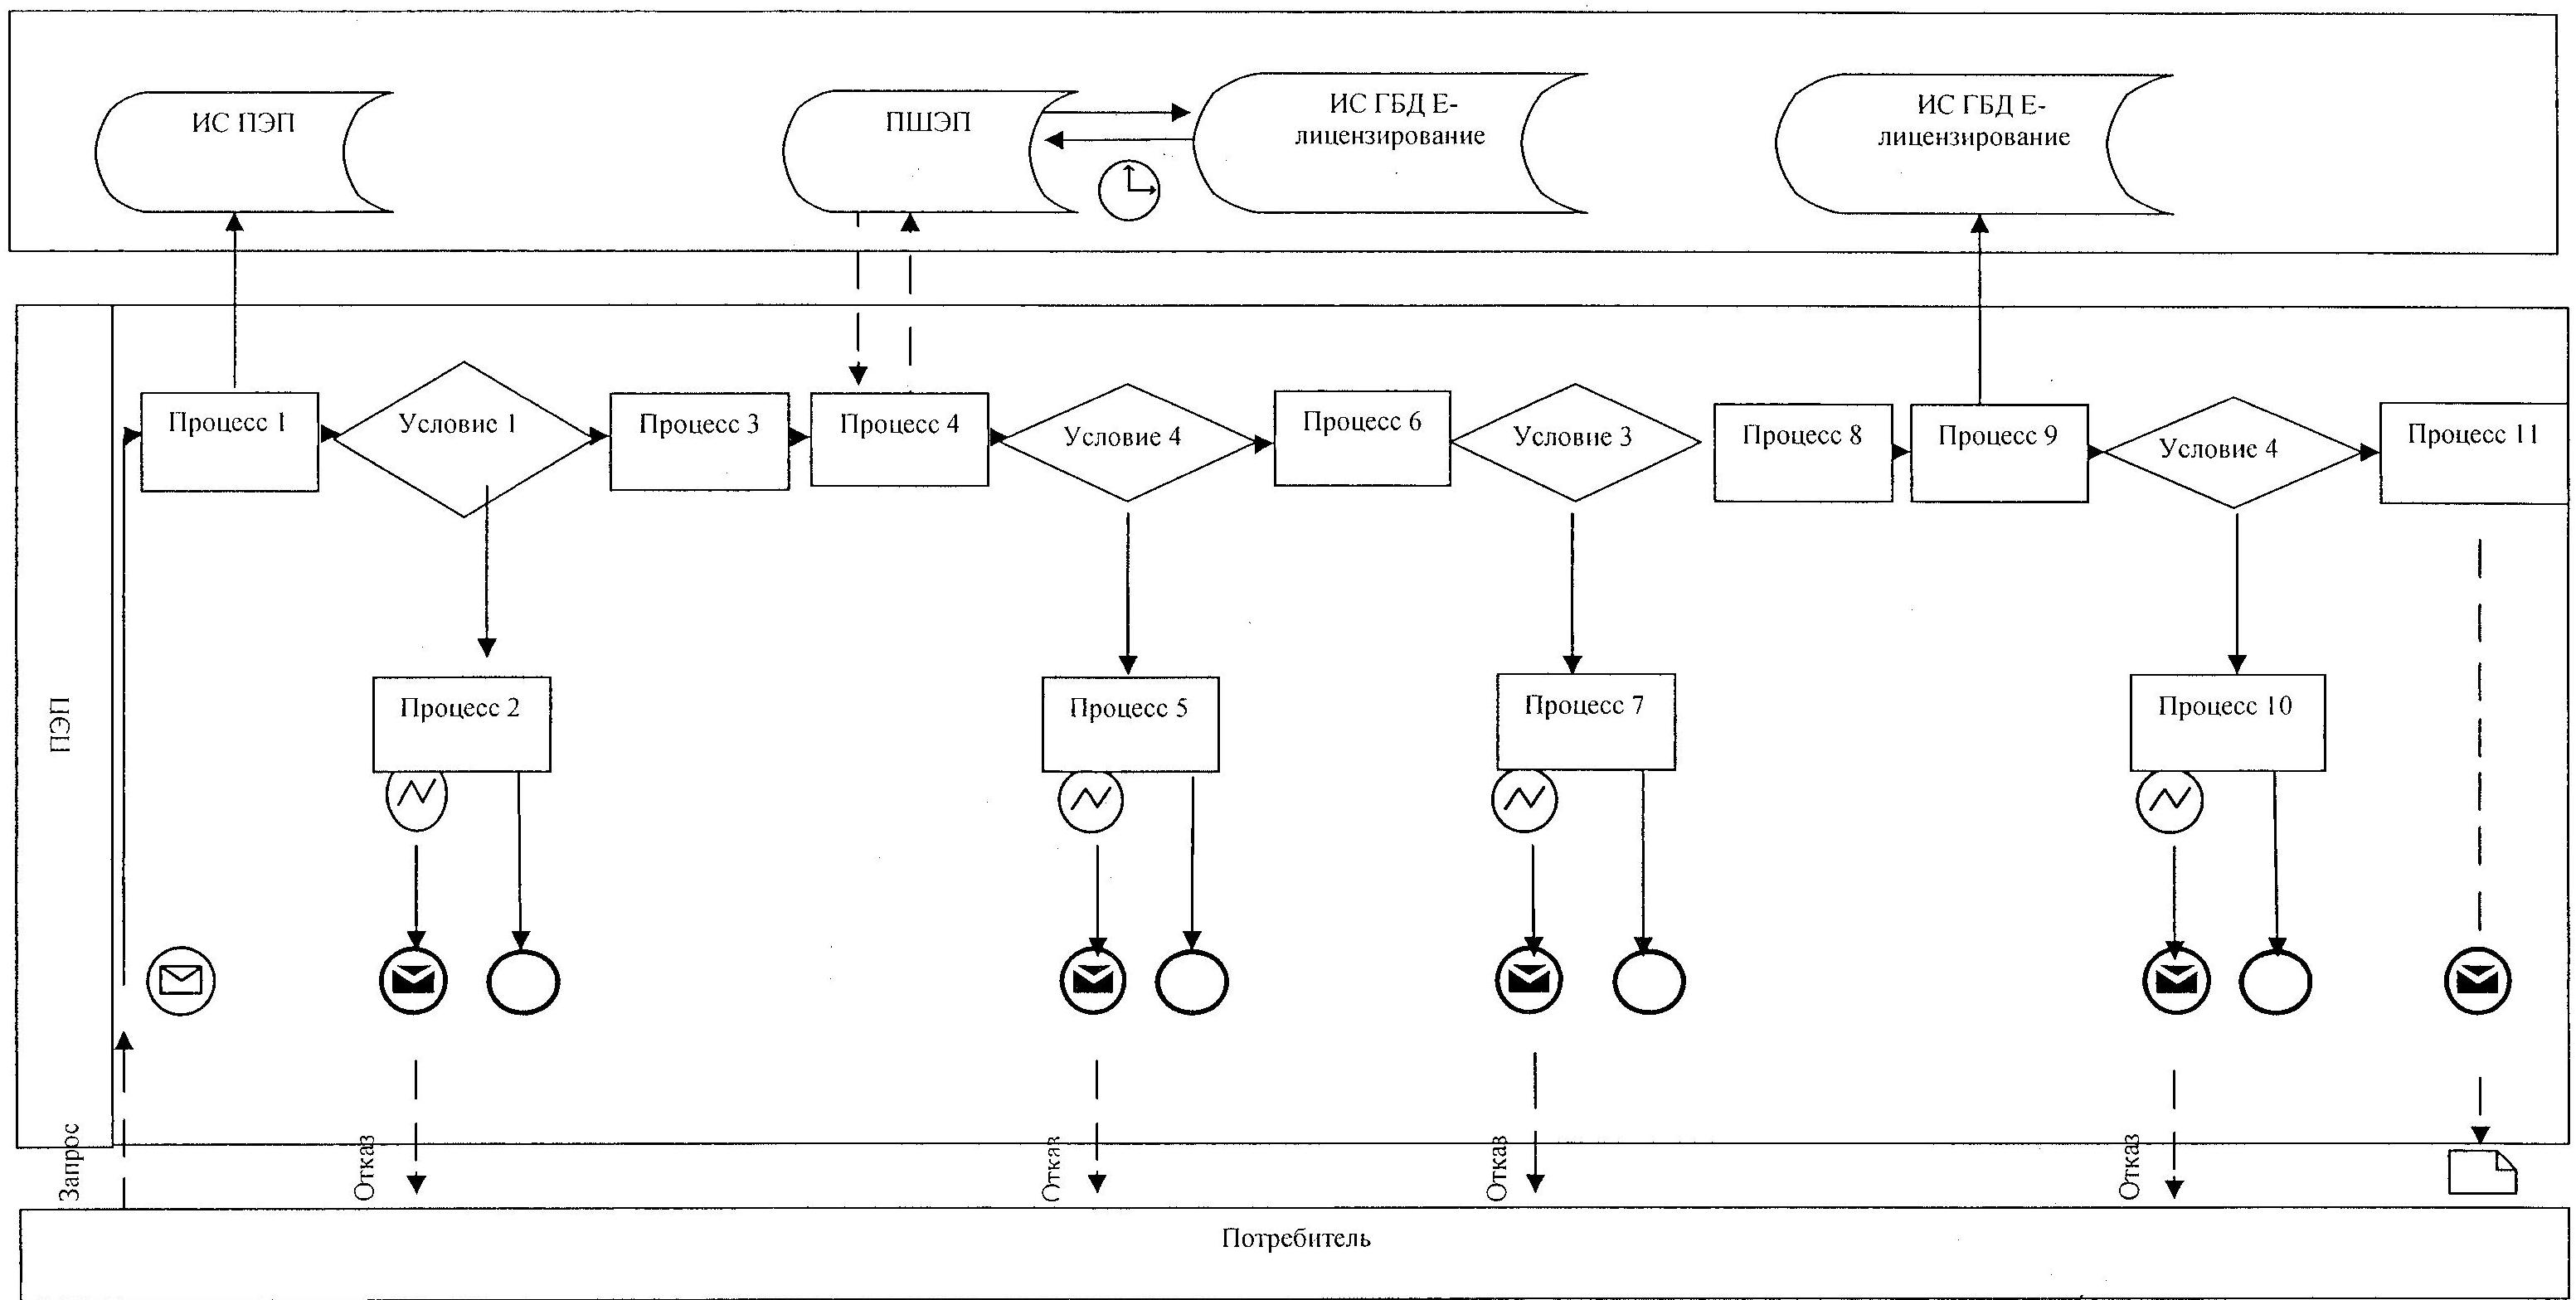 ИС ПЭП
ПШЭП
ИС ГБД Е-
лицензирование
ИС ГБД Е-
лицензирование
ПЭП
Процесс 1
Условие 1
Процесс 3
Процесс 4
Условие 4
Процесс 6
Условие 3
Процесс 8
Процесс 9
Условие 4
Процесс 11
Процесс 2
Процесс 5
Процесс 7
Процесс 10
Запрос
Отказ
Отказ
Отказ
Отказ
Потребитель